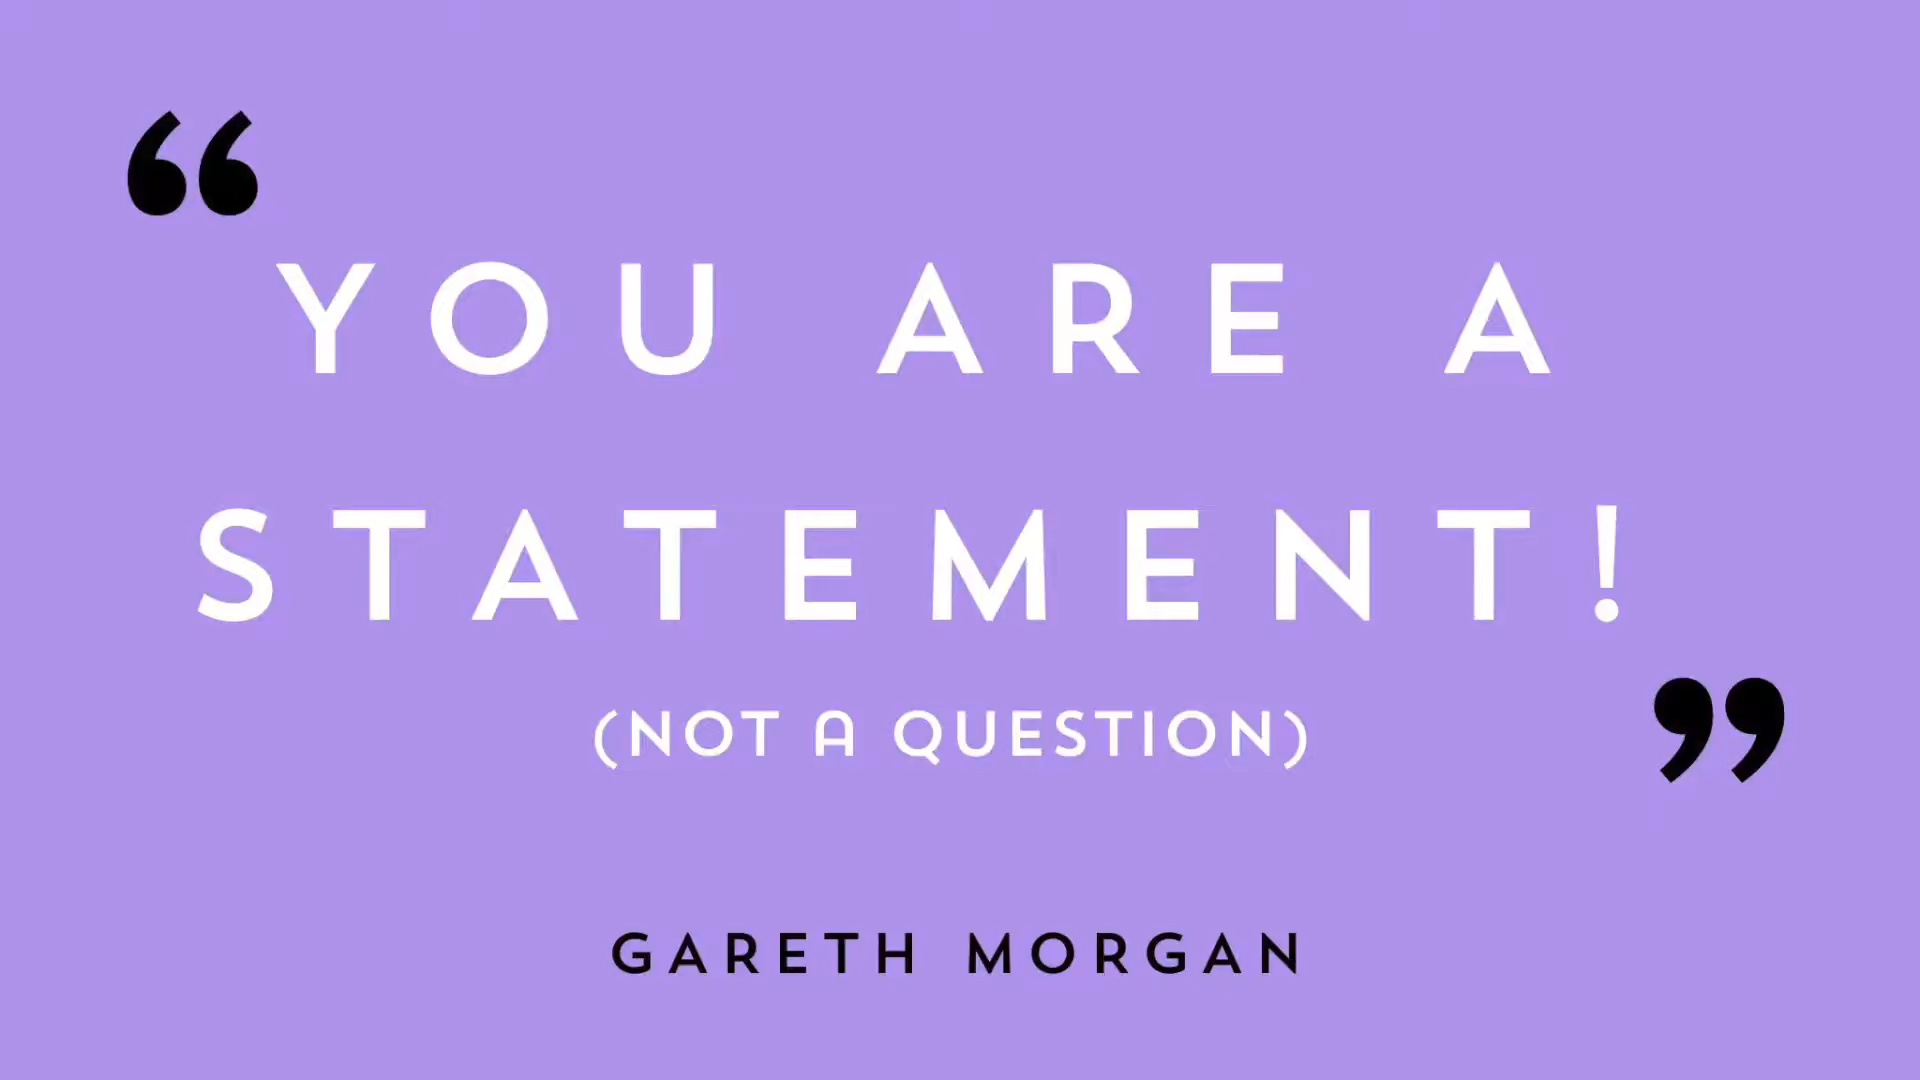 “
YOU ARE A
STATEMENT!
(NOT A QUESTION)
”
GARETH MORGAN